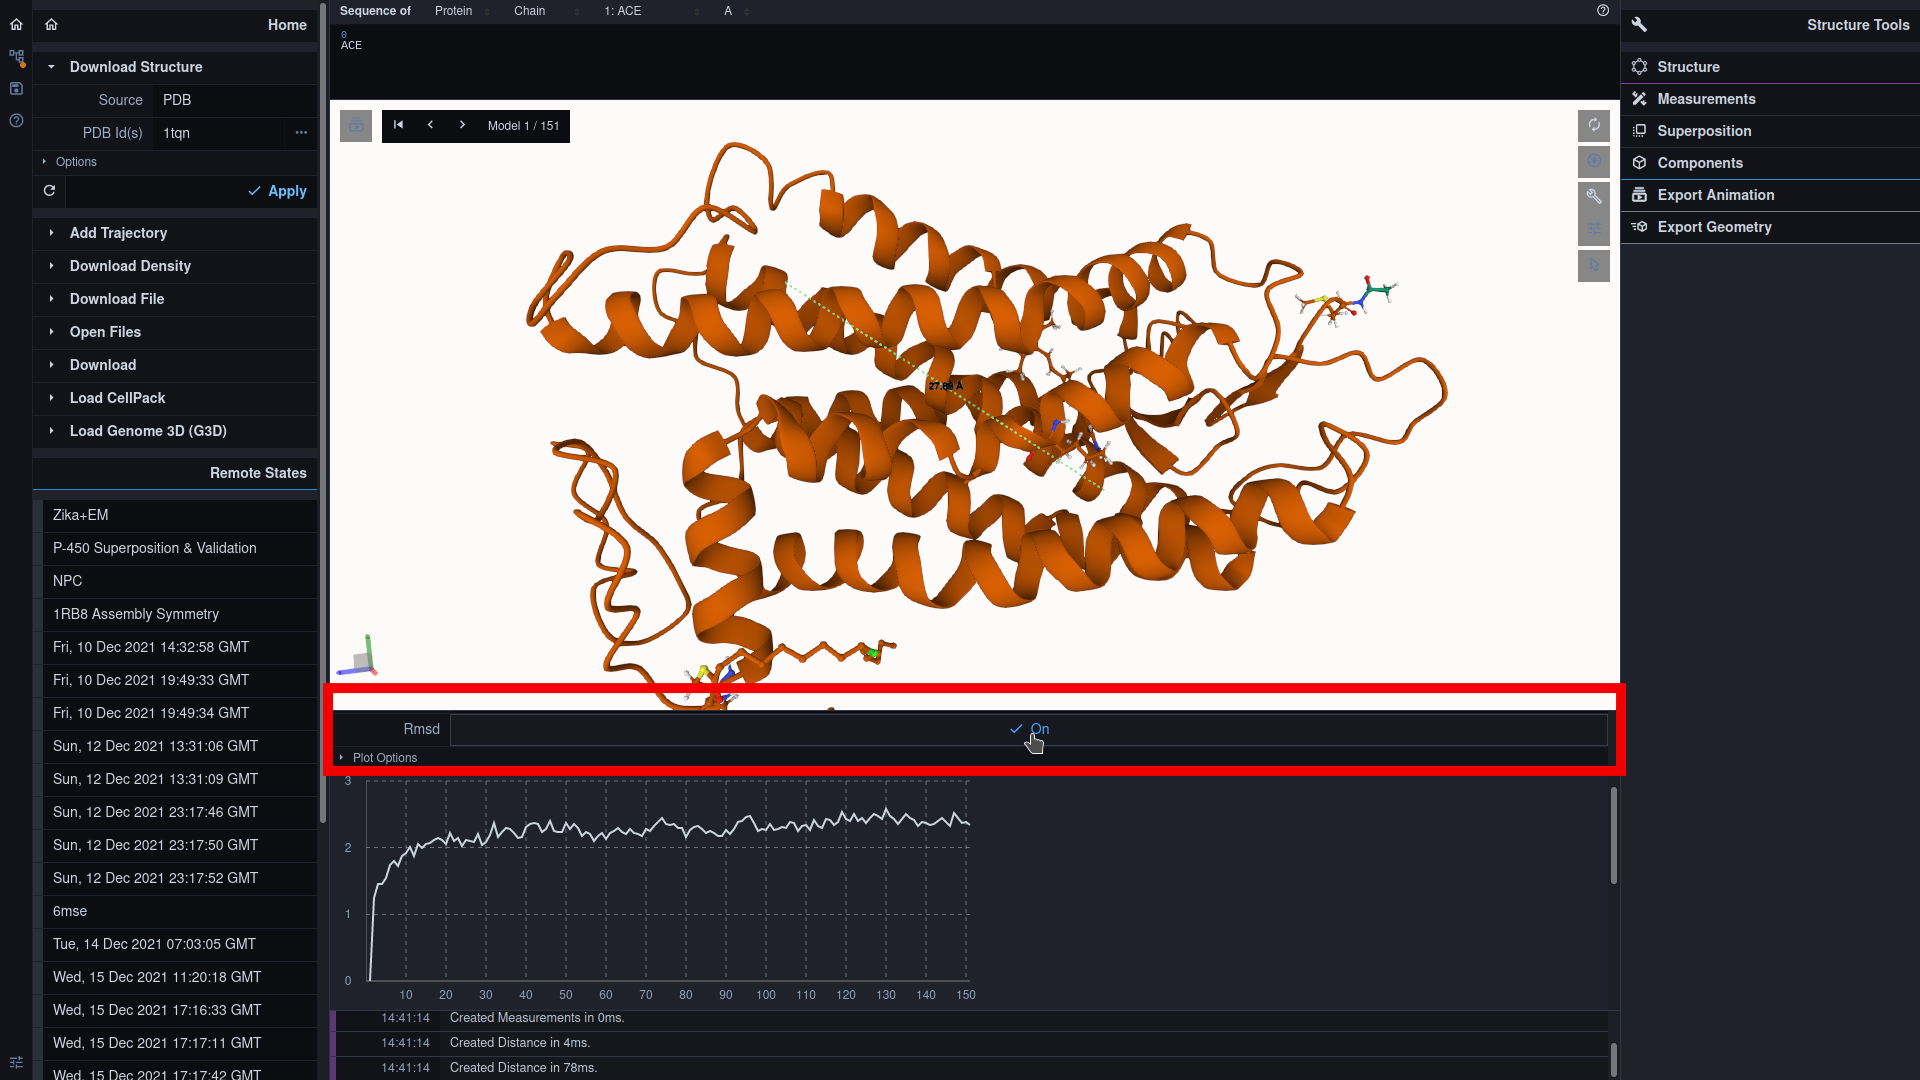 Home
Download Structure
Source PDB
PDB Id(s) 1tqn
Options
Apply
Add Trajectory
Download Density
Download File
Open Files
Download
Load CellPack
Load Genome 3D (G3D)
Remote States
Zika+EM
P-450 Superposition & Validation
NPC
1RB8 Assembly Symmetry
Fri, 10 Dec 2021 14:32:58 GMT
Fri, 10 Dec 2021 19:49:33 GMT
Fri, 10 Dec 2021 19:49:34 GMT
Sun, 12 Dec 2021 13:31:06 GMT
Sun, 12 Dec 2021 13:31:09 GMT
Sun, 12 Dec 2021 23:17:46 GMT
Sun, 12 Dec 2021 23:17:50 GMT
Sun, 12 Dec 2021 23:17:52 GMT
6mse
Tue, 14 Dec 2021 07:03:05 GMT
Wed, 15 Dec 2021 11:20:18 GMT
Wed, 15 Dec 2021 17:16:33 GMT
Wed, 15 Dec 2021 17:17:11 GMT
Wed, 15 Dec 2021 17:17:42 GMT
Sequence of Protein Chain 1: ACE A
0
ACE
Model 1 / 151
27.88 Å
Rmsd On
Plot Options
3
2
1
0
10 20 30 40 50 60 70 80 90 100 110 120 130 140 150
14:41:14 Created Measurements in 0ms.
14:41:14 Created Distance in 4ms.
14:41:14 Created Distance in 78ms.
Structure Tools
Structure
Measurements
Superposition
Components
Export Animation
Export Geometry